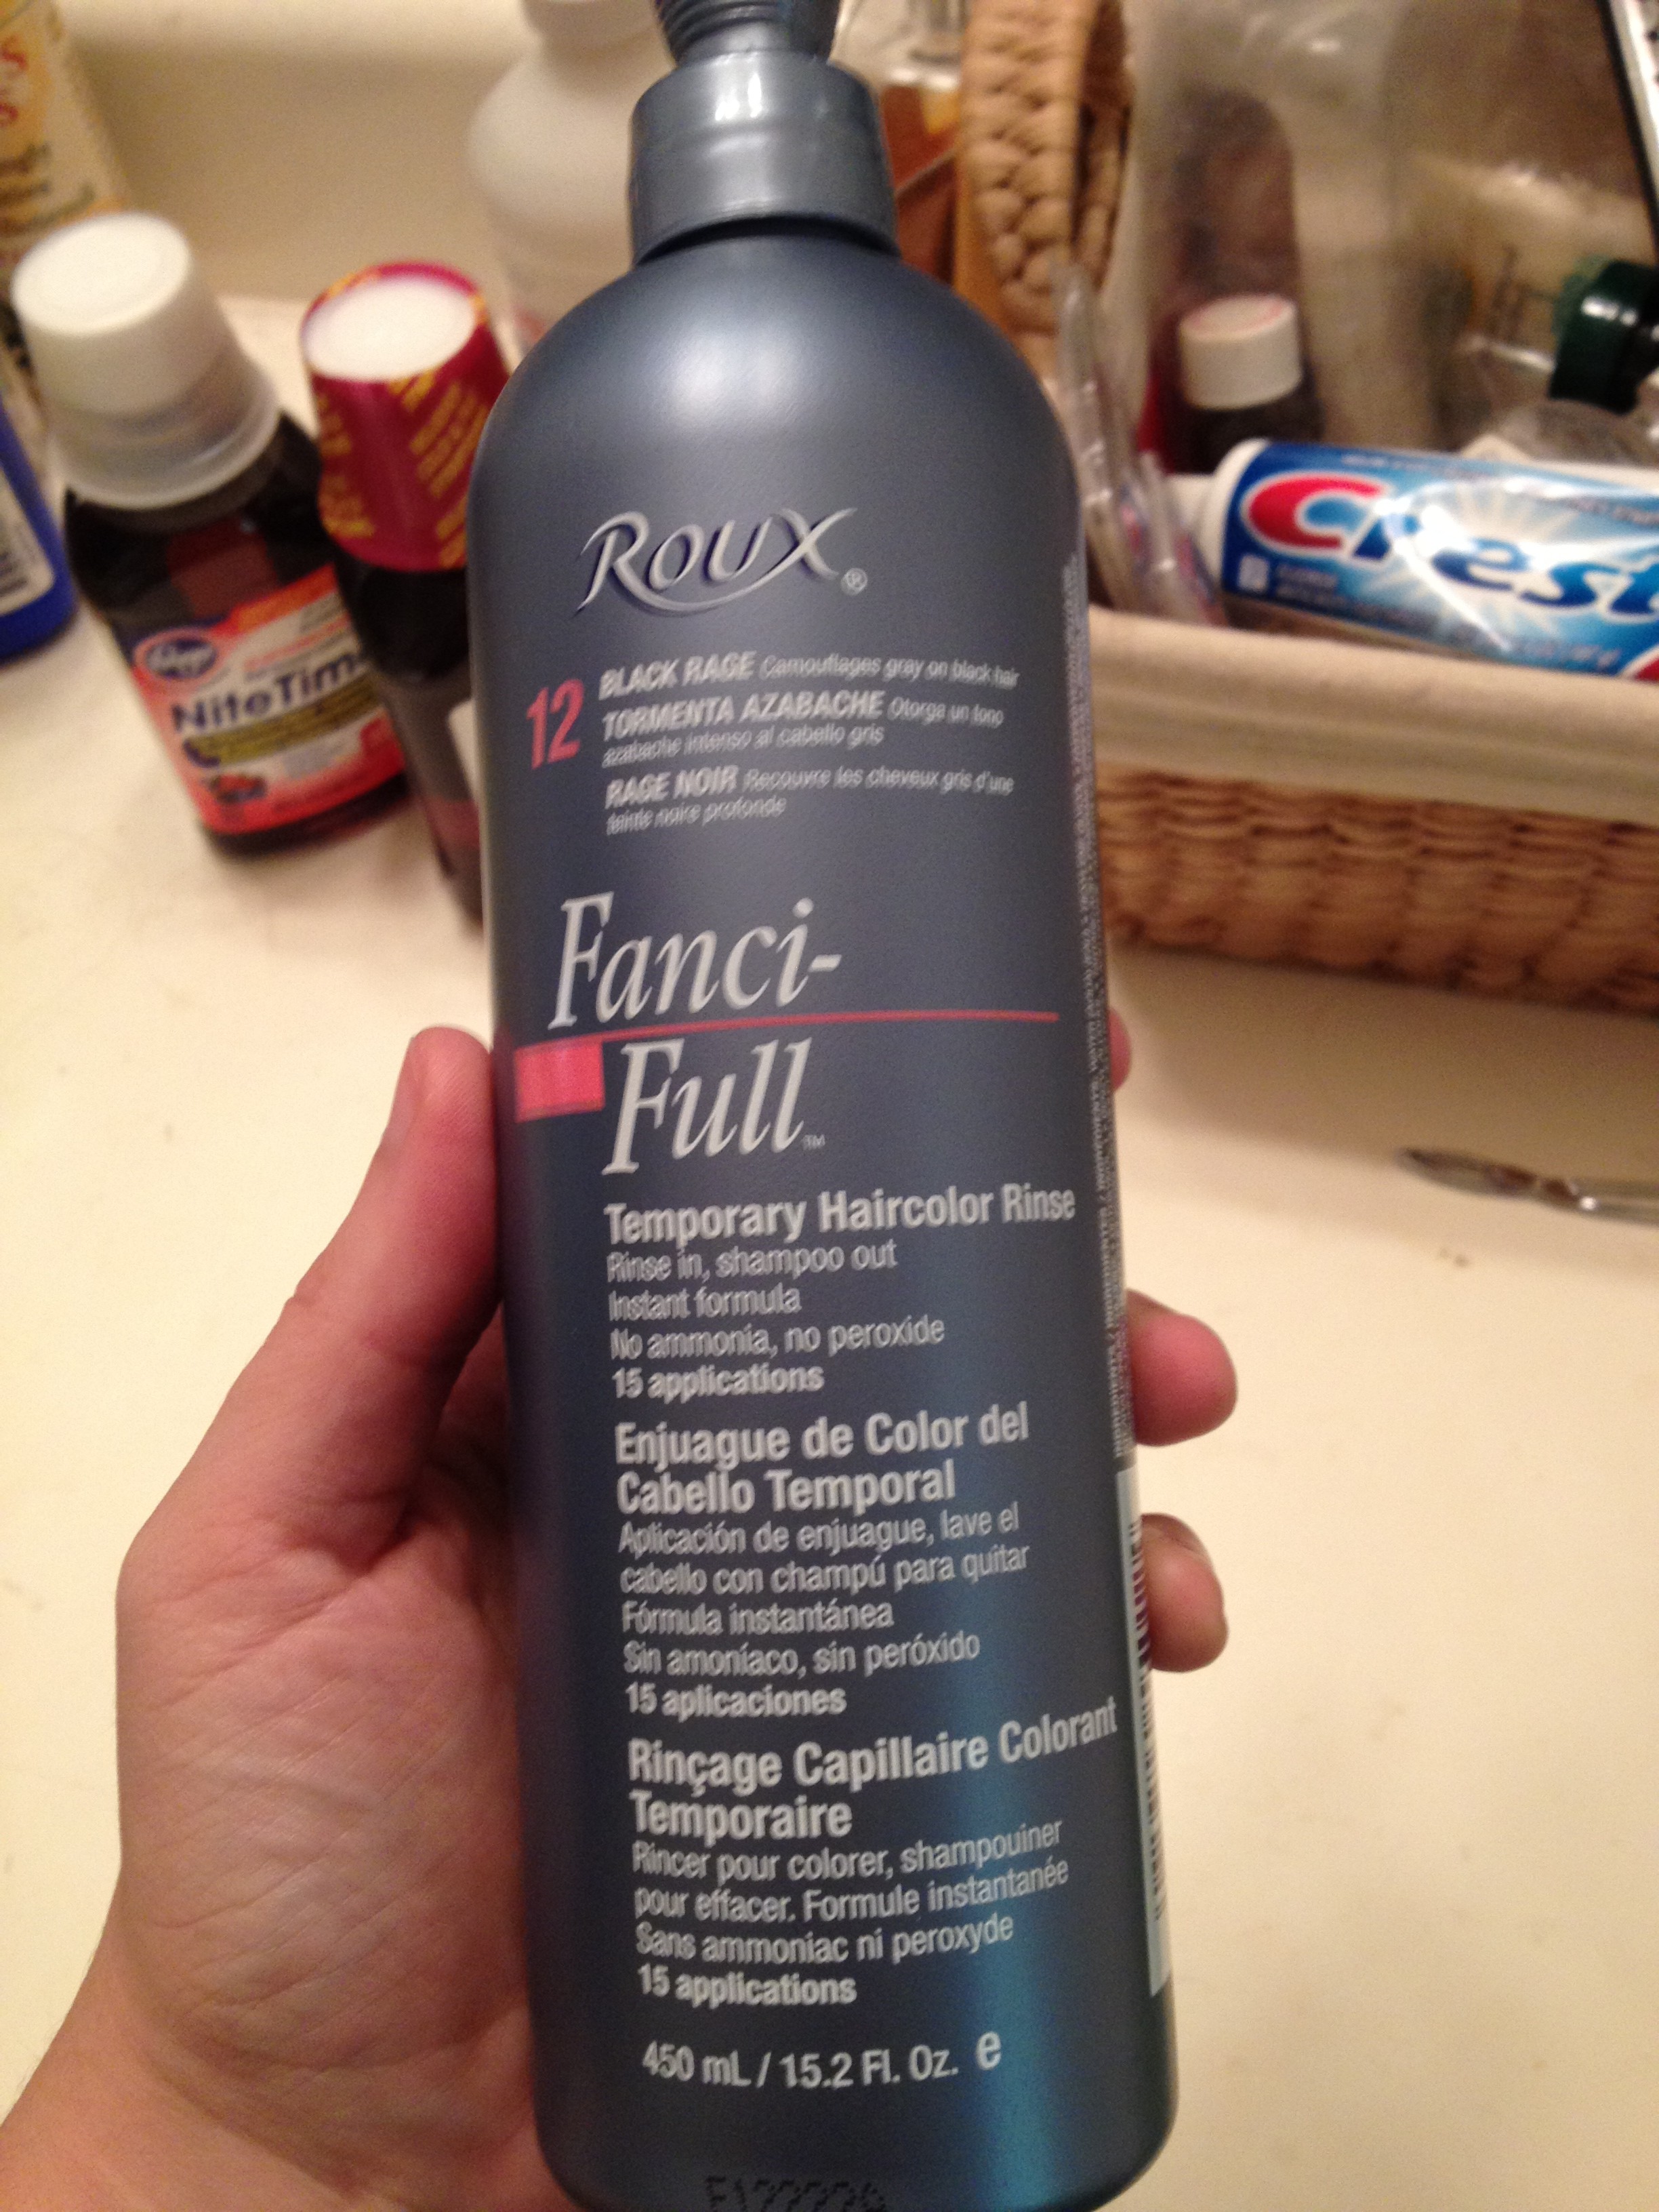 Roux®
12
BLACK RAGE Camouflages gray on black hair
TORMENTA AZABACHE Otorga un tono
azabache intenso al cabello gris
RAGE NOIR Recouvre les cheveux gris d'une
teinte noire profonde
Fanci-
Full™
Temporary Haircolor Rinse
Rinse in, shampoo out
Instant formula
No ammonia, no peroxide
15 applications
Enjuague de Color del
Cabello Temporal
Aplicación de enjuague, lave el
cabello con champú para quitar
Fórmula instantánea
Sin amoníaco, sin peróxido
15 aplicaciones
Rinçage Capillaire Colorant
Temporaire
Rincer pour colorer, shampouiner
pour effacer. Formule instantanée
Sans ammoniac ni peroxyde
15 applications
450 mL / 15.2 Fl. Oz. e
Kroger
NiteTime
Crest